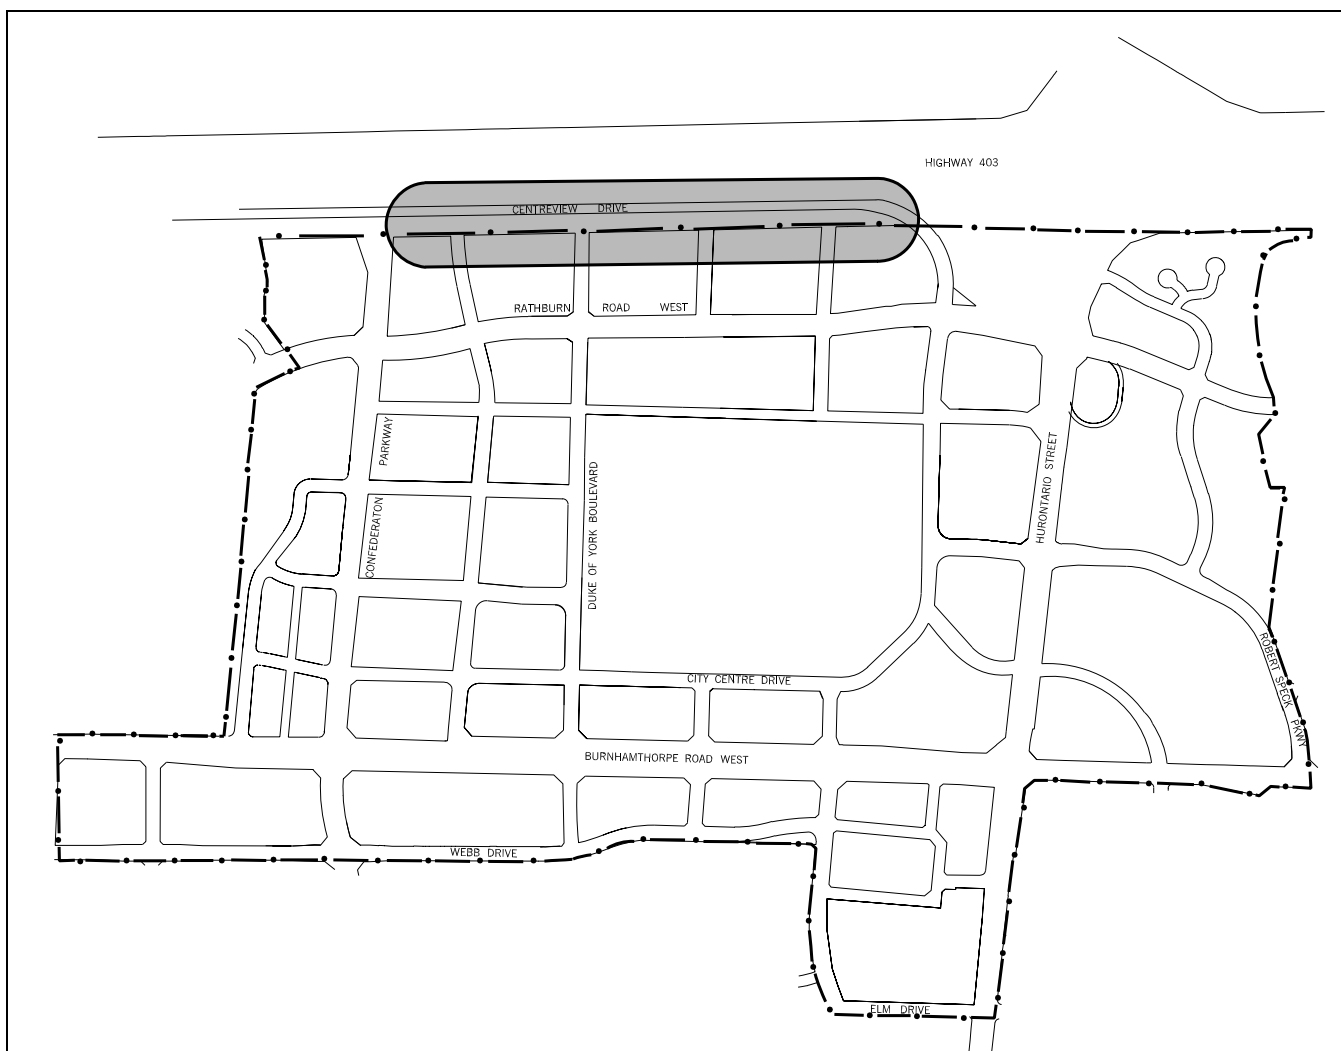 HIGHWAY 403
CENTREVIEW DRIVE
RATHBURN ROAD WEST
PARKWAY
CONFEDERATON
DUKE OF YORK BOULEVARD
HURONTARIO STREET
CITY CENTRE DRIVE
ROBERT SPECK PKWY
BURNHAMTHORPE ROAD WEST
WEBB DRIVE
ELM DRIVE